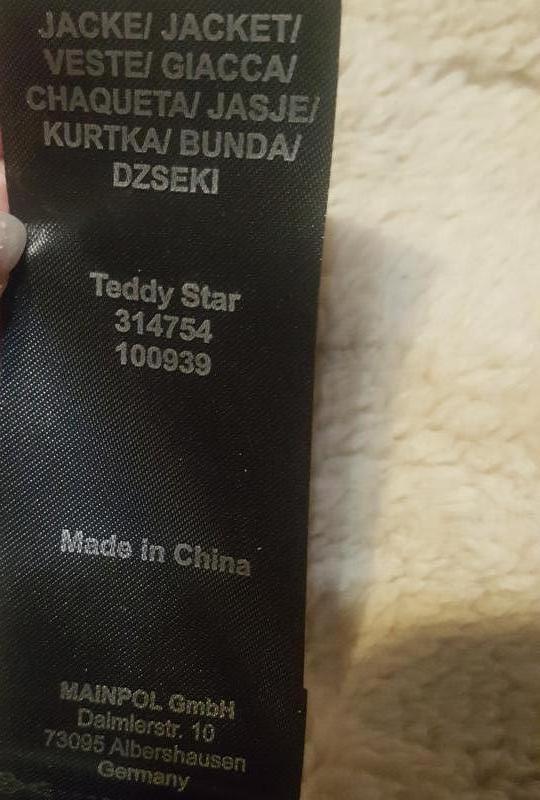 JACKE/ JACKET/
VESTE/ GIACCA/
CHAQUETA/ JASJE/
KURTKA/ BUNDA/
DZSEKI
Teddy Star
314754
100939
Made in China
MAINPOL GmbH
Daimlerstr. 10
73095 Albershausen
Germany